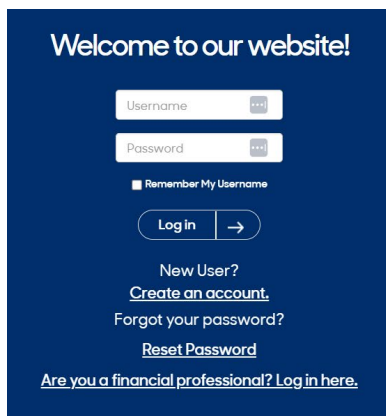 Welcome to our website!
Username
Password
Remember My Username
Log in
New User?
Create an account.
Forgot your password?
Reset Password
Are you a financial professional? Log in here.